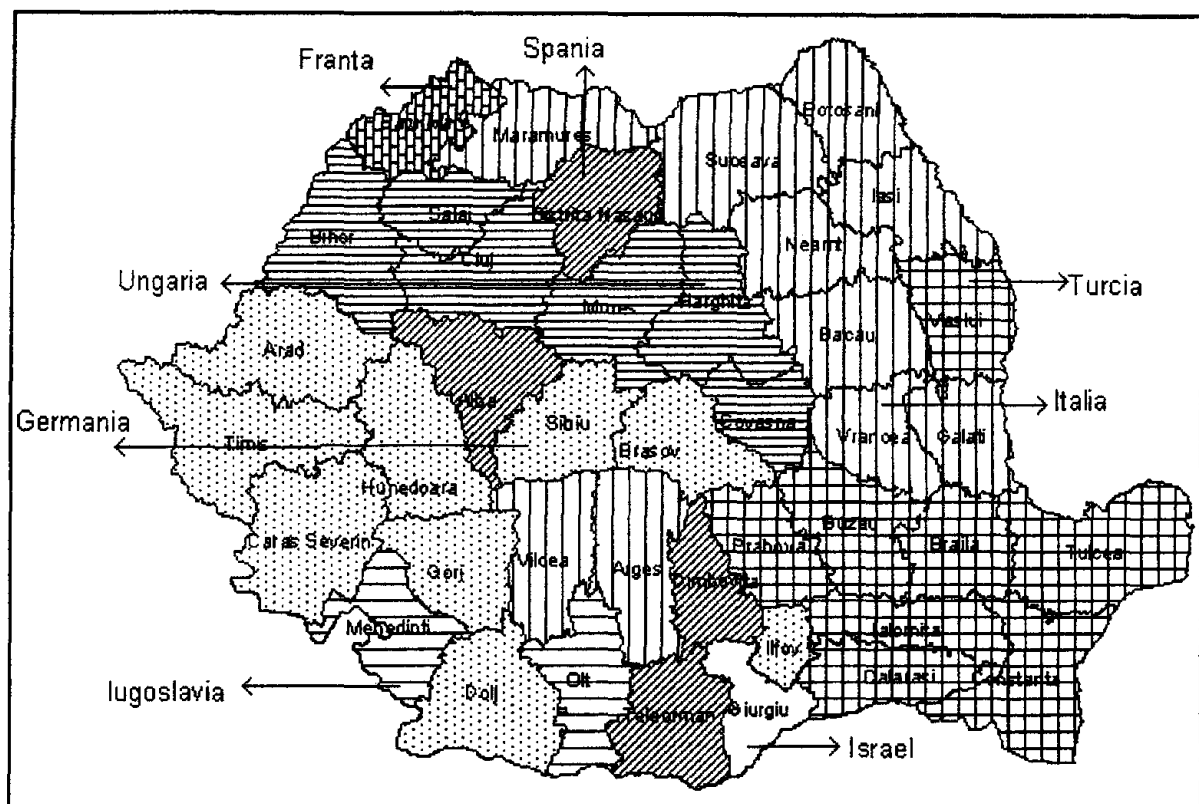 Spania
Franta
Botosani
Maramures
Suceava
Iasi
Salaj
Bistrita Nasaud
Bihor
Neamt
Cluj
Ungaria
Turcia
Mures
Harghita
Vaslui
Bacau
Arad
Alba
Italia
Germania
Sibiu
Covasna
Timis
Brasov
Vrancea
Galati
Hunedoara
Buzau
Caras Severin
Prahova
Braila
Tulcea
Gorj
Vilcea
Arges
Dimbovita
Mehedinti
Ialomita
Ilfov
Iugoslavia
Dolj
Olt
Calarasi
Constanta
Teleorman
Giurgiu
Israel